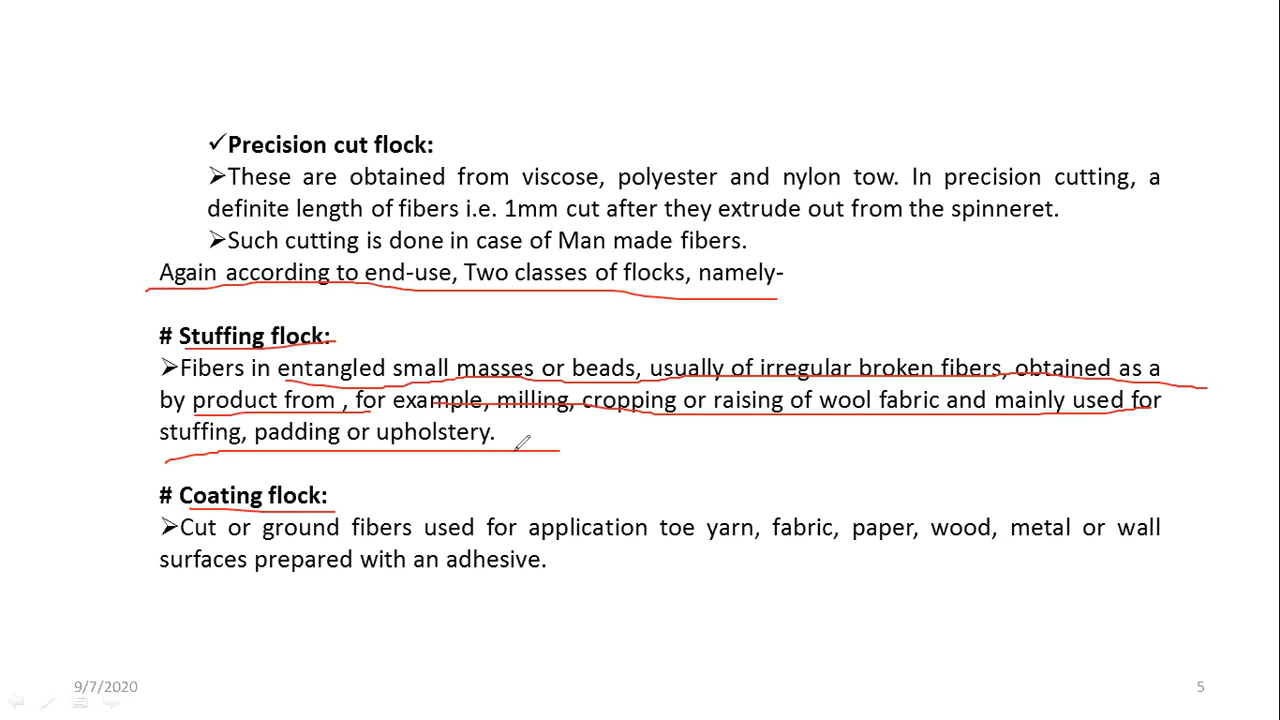 ✓Precision cut flock:
➢These are obtained from viscose, polyester and nylon tow. In precision cutting, a
definite length of fibers i.e. 1mm cut after they extrude out from the spinneret.
➢Such cutting is done in case of Man made fibers.
Again according to end-use, Two classes of flocks, namely-
# Stuffing flock:
➢Fibers in entangled small masses or beads, usually of irregular broken fibers, obtained as a
by product from , for example, milling, cropping or raising of wool fabric and mainly used for
stuffing, padding or upholstery.
# Coating flock:
➢Cut or ground fibers used for application toe yarn, fabric, paper, wood, metal or wall
surfaces prepared with an adhesive.
9/7/2020
5